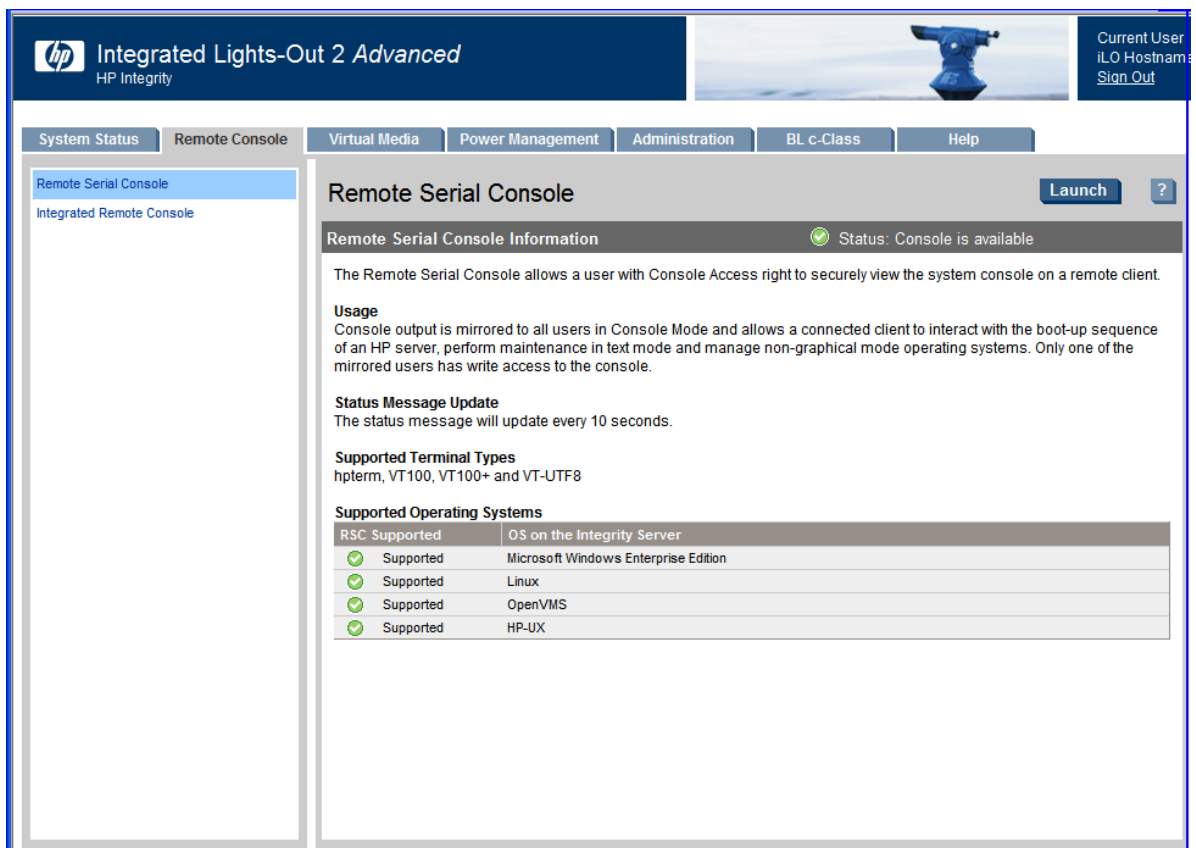 hp
Integrated Lights-Out 2 Advanced
HP Integrity
Current User
iLO Hostname
Sign Out
System Status
Remote Console
Virtual Media
Power Management
Administration
BL c-Class
Help
Remote Serial Console
Integrated Remote Console
Remote Serial Console
Launch
?
Remote Serial Console Information
Status: Console is available
The Remote Serial Console allows a user with Console Access right to securely view the system console on a remote client.
Usage
Console output is mirrored to all users in Console Mode and allows a connected client to interact with the boot-up sequence
of an HP server, perform maintenance in text mode and manage non-graphical mode operating systems. Only one of the
mirrored users has write access to the console.
Status Message Update
The status message will update every 10 seconds.
Supported Terminal Types
hpterm, VT100, VT100+ and VT-UTF8
Supported Operating Systems
RSC Supported OS on the Integrity Server
Supported Microsoft Windows Enterprise Edition
Supported Linux
Supported OpenVMS
Supported HP-UX